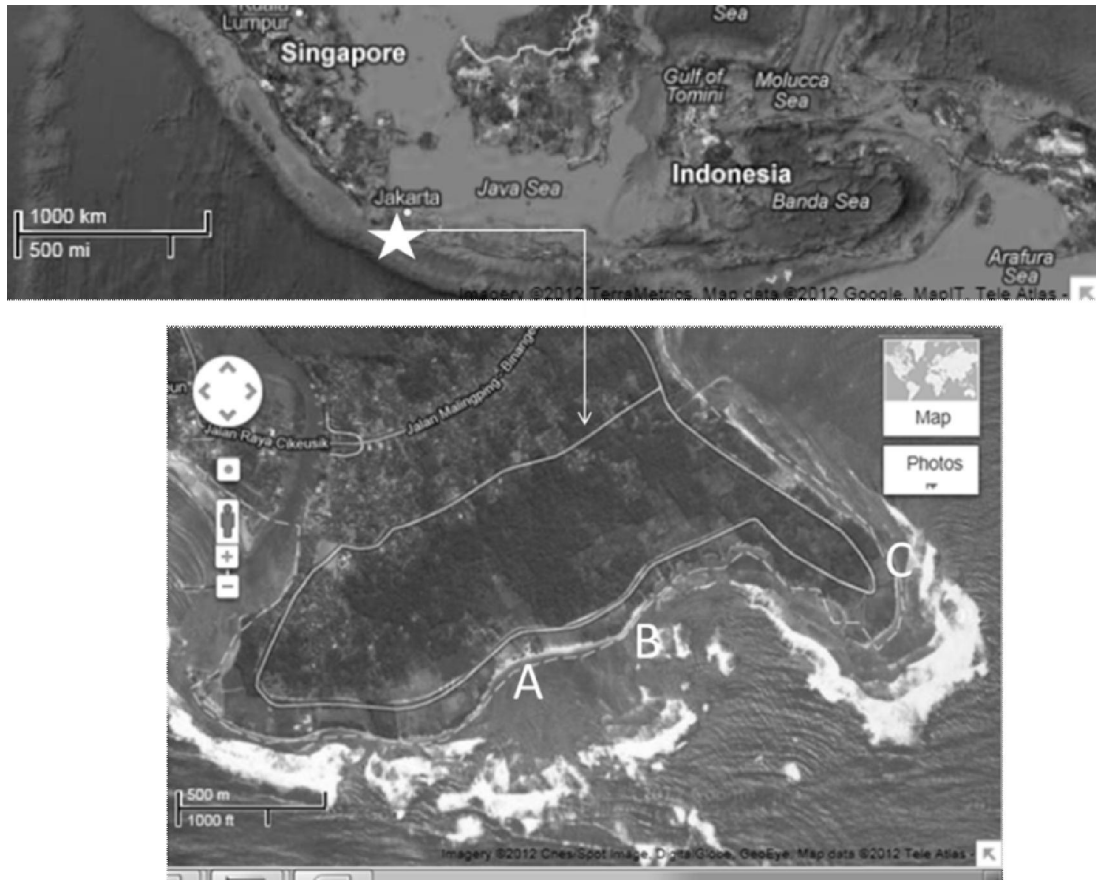 Kuala
Lumpur
Singapore
Sea
Gulf of
Tomini
Molucca
Sea
Indonesia
Java Sea
Banda Sea
Jakarta
1000 km
500 mi
Arafura
Sea
Imagery ©2012 TerraMetrics, Map data ©2012 Google, MapIT, Tele Atlas -
Map
Photos
Jalan Malingping - Binange
Jalan Raya Cikeusik
C
B
A
500 m
1000 ft
Imagery ©2012 Cnes/Spot Image, DigitalGlobe, GeoEye, Map data ©2012 Tele Atlas -